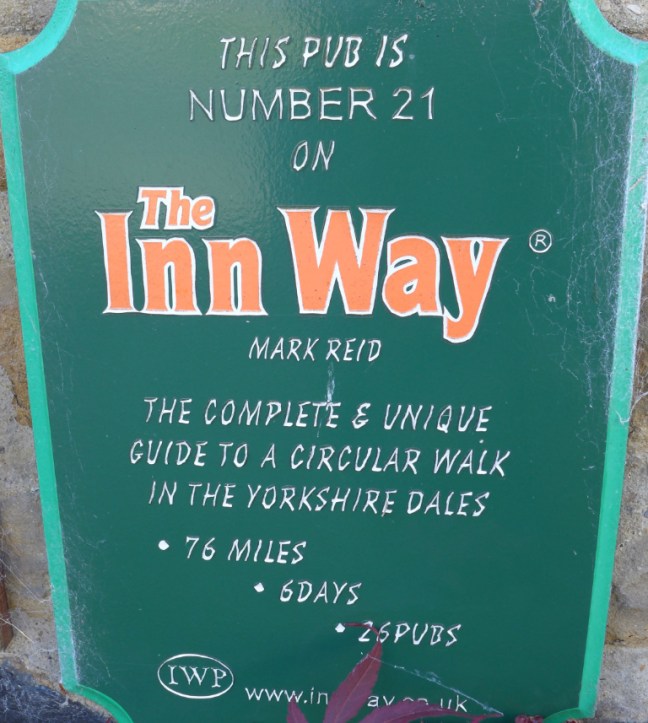 THIS PUB IS
NUMBER 21
ON
The
Inn Way ®
MARK REID
THE COMPLETE & UNIQUE
GUIDE TO A CIRCULAR WALK
IN THE YORKSHIRE DALES
• 76 MILES
• 6DAYS
• 26PUBS
IWP